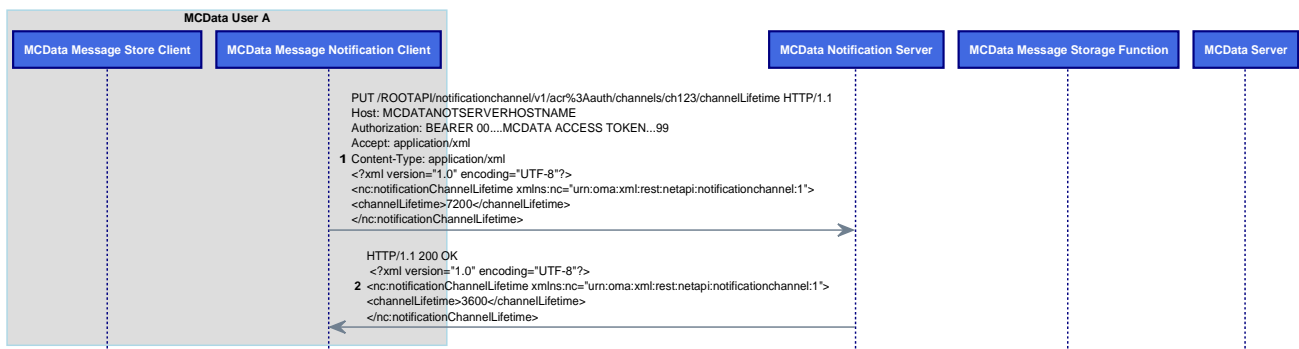 MCData User A
MCData Message Store Client
MCData Message Notification Client
MCData Notification Server
MCData Message Storage Function
MCData Server
PUT /ROOTAPI/notificationchannel/v1/acr%3Aauth/channels/ch123/channelLifetime HTTP/1.1
Host: MCDATANOTSERVERHOSTNAME
Authorization: BEARER 00....MCDATA ACCESS TOKEN...99
Accept: application/xml
1 Content-Type: application/xml
<?xml version="1.0" encoding="UTF-8"?>
<nc:notificationChannelLifetime xmlns:nc="urn:oma:xml:rest:netapi:notificationchannel:1">
<channelLifetime>7200</channelLifetime>
</nc:notificationChannelLifetime>
HTTP/1.1 200 OK
<?xml version="1.0" encoding="UTF-8"?>
2 <nc:notificationChannelLifetime xmlns:nc="urn:oma:xml:rest:netapi:notificationchannel:1">
<channelLifetime>3600</channelLifetime>
</nc:notificationChannelLifetime>